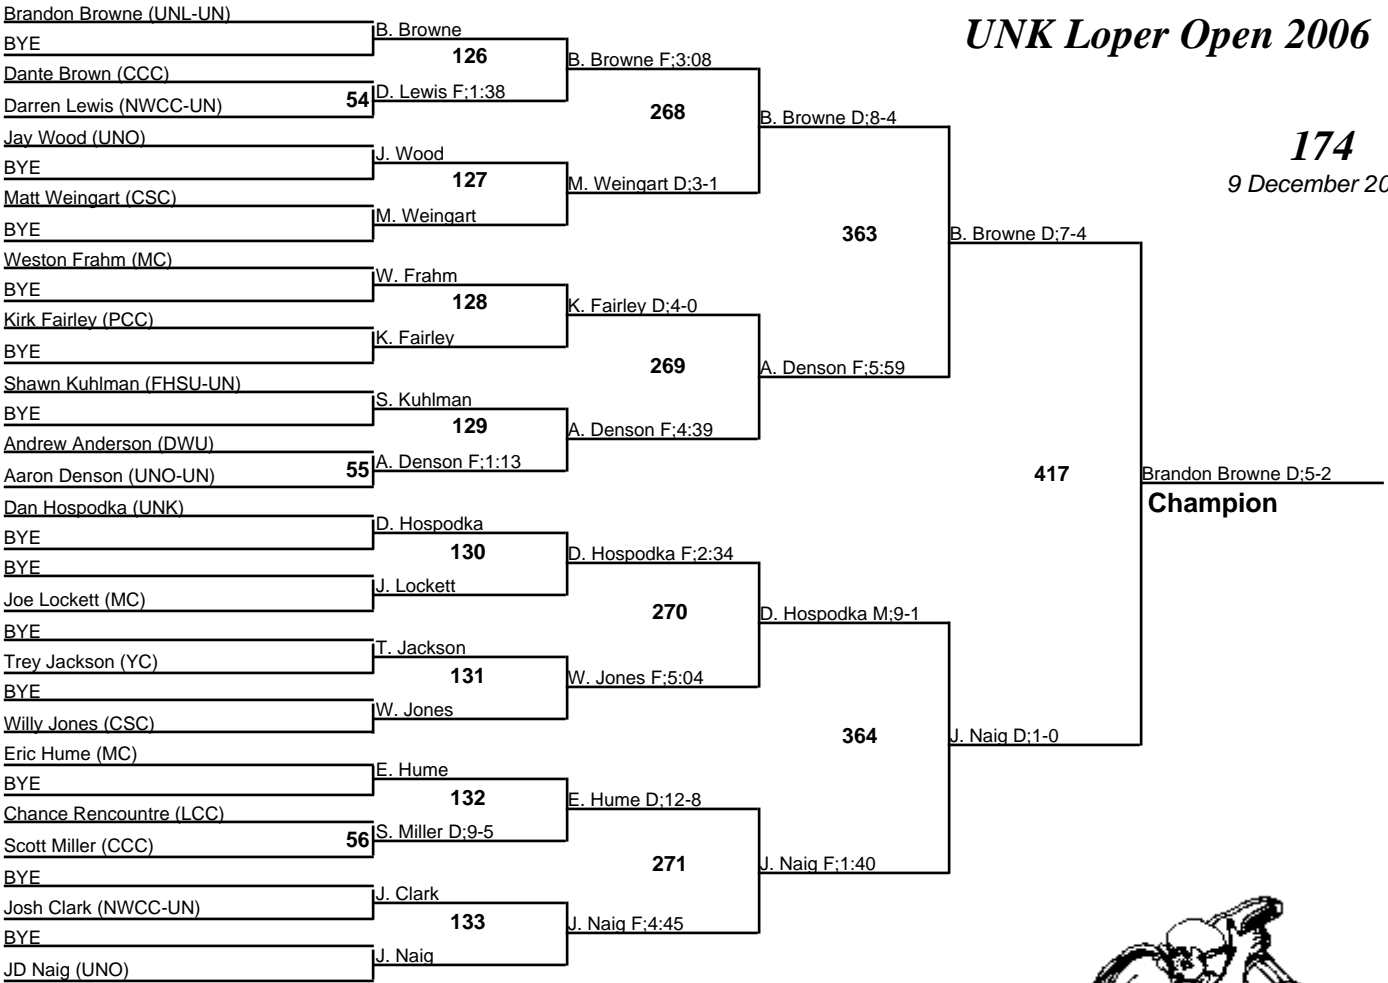 UNK Loper Open 2006
174
9 December 20
Brandon Browne (UNL-UN)
BYE
Dante Brown (CCC)
Darren Lewis (NWCC-UN)
Jay Wood (UNO)
BYE
Matt Weingart (CSC)
BYE
Weston Frahm (MC)
BYE
Kirk Fairley (PCC)
BYE
Shawn Kuhlman (FHSU-UN)
BYE
Andrew Anderson (DWU)
Aaron Denson (UNO-UN)
Dan Hospodka (UNK)
BYE
BYE
Joe Lockett (MC)
BYE
Trey Jackson (YC)
BYE
Willy Jones (CSC)
Eric Hume (MC)
BYE
Chance Rencountre (LCC)
Scott Miller (CCC)
BYE
Josh Clark (NWCC-UN)
BYE
JD Naig (UNO)
54
55
56
B. Browne
126
D. Lewis F;1:38
J. Wood
127
M. Weingart
W. Frahm
128
K. Fairley
S. Kuhlman
129
A. Denson F;1:13
D. Hospodka
130
J. Lockett
T. Jackson
131
W. Jones
E. Hume
132
S. Miller D;9-5
J. Clark
133
J. Naig
B. Browne F;3:08
268
M. Weingart D;3-1
K. Fairley D;4-0
269
A. Denson F;4:39
D. Hospodka F;2:34
270
W. Jones F;5:04
E. Hume D;12-8
271
J. Naig F;4:45
B. Browne D;8-4
363
A. Denson F;5:59
D. Hospodka M;9-1
364
J. Naig F;1:40
B. Browne D;7-4
417
J. Naig D;1-0
Brandon Browne D;5-2
Champion